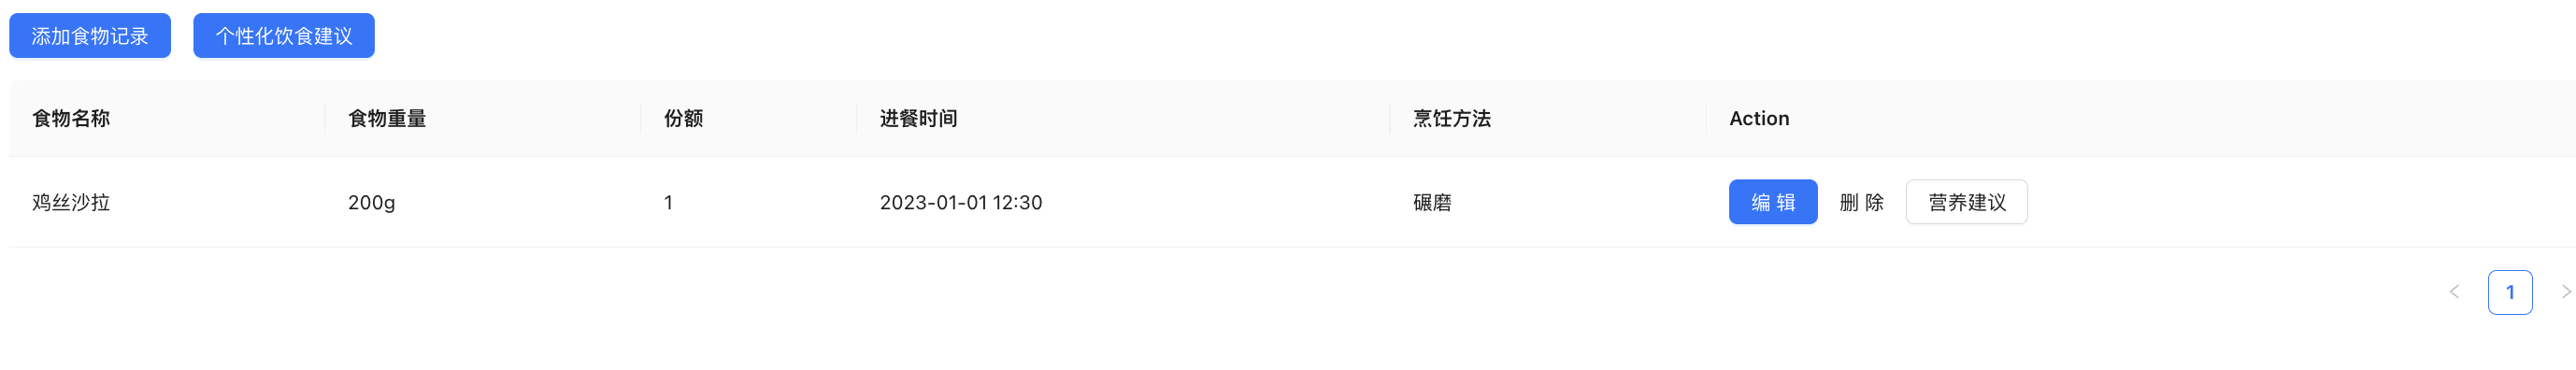 添加食物记录 个性化饮食建议
食物名称 食物重量 份额 进餐时间 烹饪方法 Action
鸡丝沙拉 200g 1 2023-01-01 12:30 碾磨 编辑 删除 营养建议
1